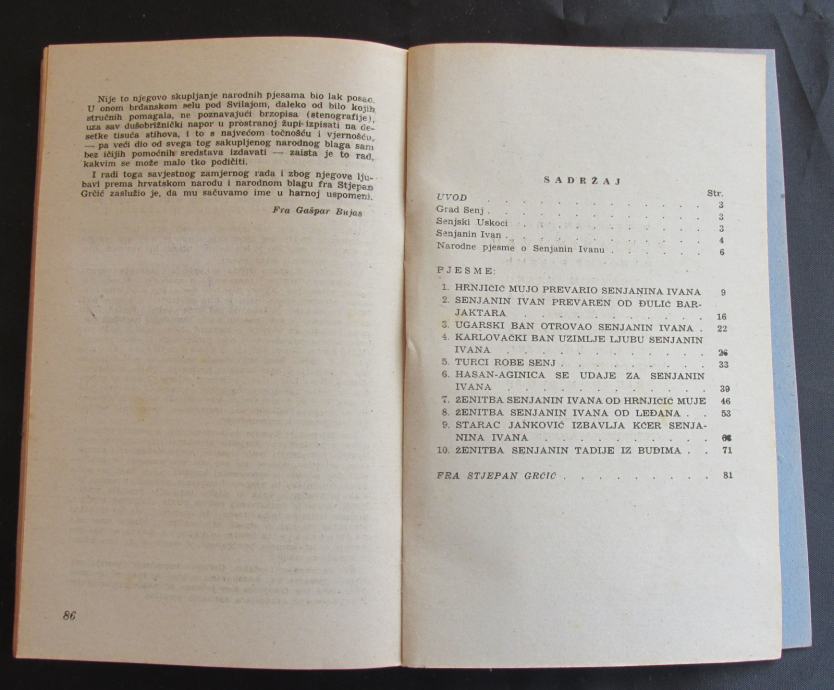 Nije to njegovo skupljanje narodnih pjesama bio lak posao.
U onom brđanskom selu pod Svilajom, daleko od bilo kojih
stručnih pomagala, ne poznavajući brzopisa (stenografije),
uza sav dušobrižnički napor u prostranoj župi izpisati na de-
setke tisuća stihova, i to s najvećom točnošću i vjernošću,
— pa veći dio od svega tog sakupljenog narodnog blaga sam
bez ičijih pomoćnih sredstava izdavati — zaista je to rad,
kakvim se može malo tko podičiti.
I radi toga savjestnog zamjernog rada i zbog njegove lju-
bavi prema hrvatskom narodu i narodnom blagu fra Stjepan
Grčić zaslužio je, da mu sačuvamo ime u harnoj uspomeni.
Fra Gašpar Bujas
86
SADRŽAJ
Str.
UVOD . . . . . . . . . . 3
Grad Senj . . . . . . . . . . 3
Senjski Uskoci . . . . . . . . . 3
Senjanin Ivan . . . . . . . . . 4
Narodne pjesme o Senjanin Ivanu . . . . . 6
PJESME:
1. HRNJIČIĆ MUJO PREVARIO SENJANINA IVANA 9
2. SENJANIN IVAN PREVAREN OD ĐULIĆ BAR-
JAKTARA . . . . . . . . . 16
3. UGARSKI BAN OTROVAO SENJANIN IVANA . 22
4. KARLOVAČKI BAN UZIMLJE LJUBU SENJANIN
IVANA . . . . . . . . . . 26
5. TURCI ROBE SENJ . . . . . . . . 33
6. HASAN-AGINICA SE UDAJE ZA SENJANIN
IVANA . . . . . . . . . . 39
7. ŽENITBA SENJANIN IVANA OD HRNJIČIĆ MUJE 46
8. ŽENITBA SENJANIN IVANA OD LEĐANA . . 53
9. STARAC JANKOVIĆ IZBAVLJA KĆER SENJA-
NINA IVANA . . . . . . . . .
10. ŽENITBA SENJANIN TADIJE IZ BUDIMA . . 71
FRA STJEPAN GRČIĆ . . . . . . . . 81